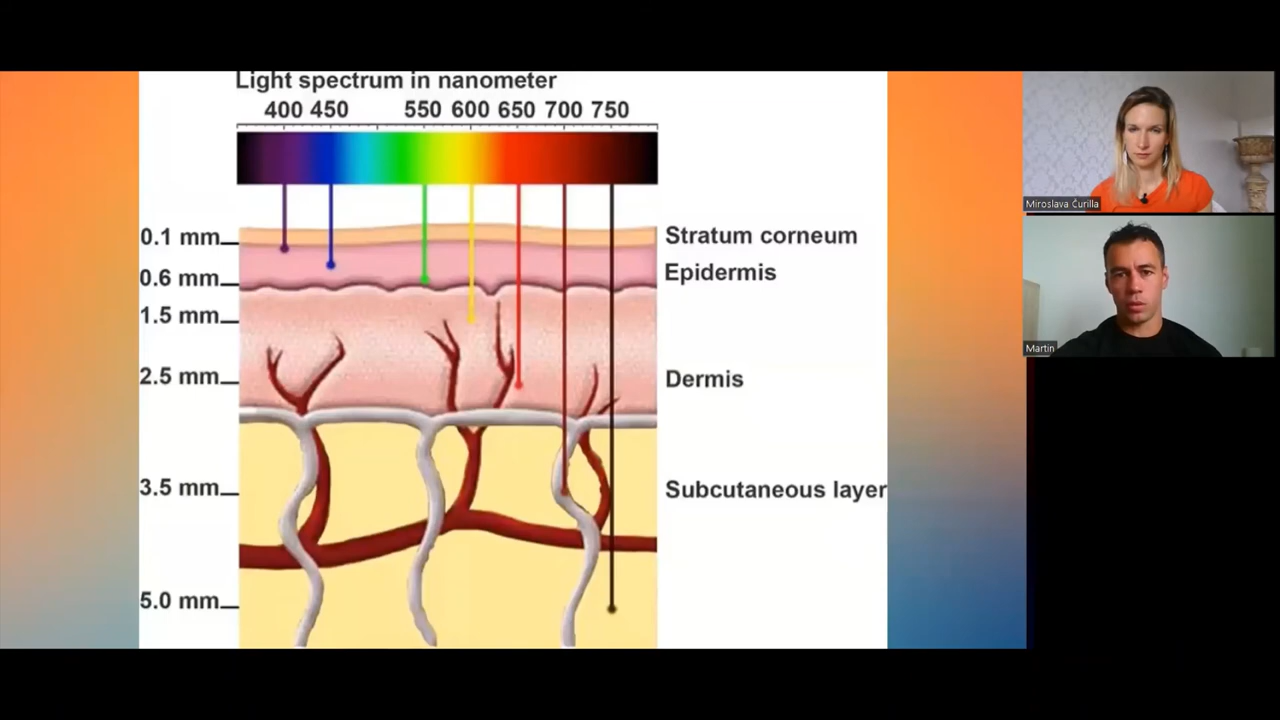 Light spectrum in nanometer
400 450 550 600 650 700 750
0.1 mm
Stratum corneum
0.6 mm
Epidermis
1.5 mm
2.5 mm
Dermis
3.5 mm
Subcutaneous layer
5.0 mm
Miroslava Čurilla
Martin